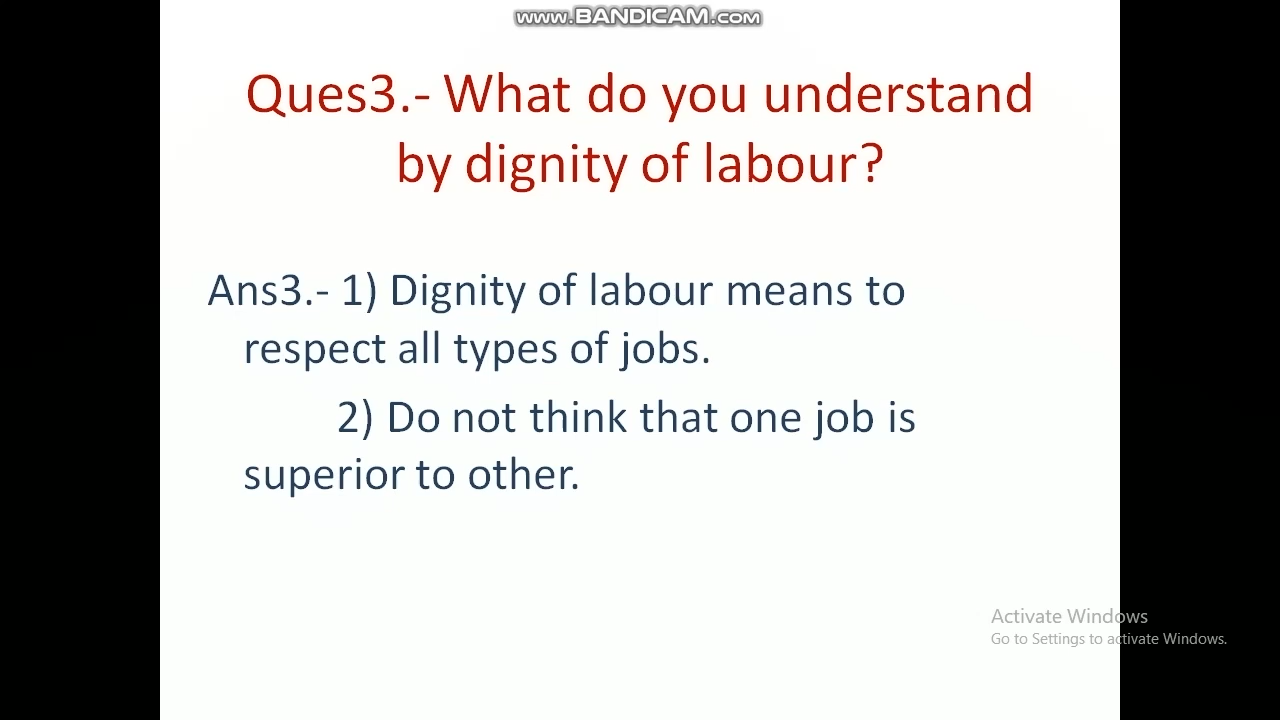 www.BANDICAM.com
Ques3.- What do you understand
by dignity of labour?
Ans3.- 1) Dignity of labour means to
respect all types of jobs.
2) Do not think that one job is
superior to other.
Activate Windows
Go to Settings to activate Windows.